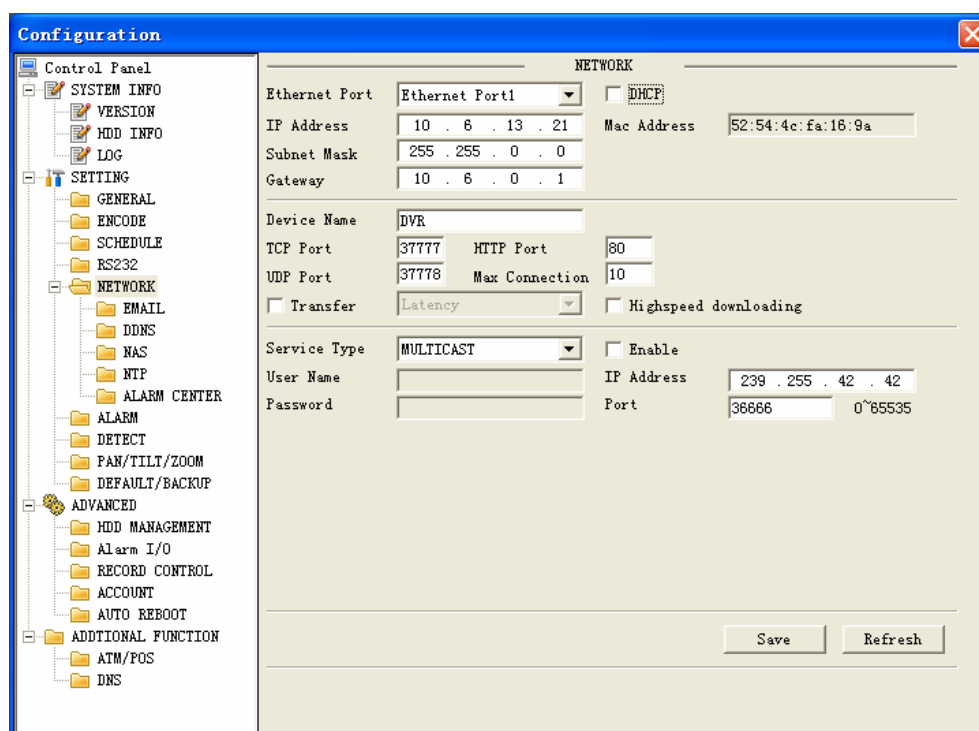 Configuration
Control Panel
SYSTEM INFO
VERSION
HDD INFO
LOG
SETTING
GENERAL
ENCODE
SCHEDULE
RS232
NETWORK
EMAIL
DDNS
NAS
NTP
ALARM CENTER
ALARM
DETECT
PAN/TILT/ZOOM
DEFAULT/BACKUP
ADVANCED
HDD MANAGEMENT
Alarm I/O
RECORD CONTROL
ACCOUNT
AUTO REBOOT
ADDTIONAL FUNCTION
ATM/POS
DNS
NETWORK
Ethernet Port Ethernet Port1 DHCP
IP Address 10 . 6 . 13 . 21 Mac Address 52:54:4c:fa:16:9a
Subnet Mask 255 . 255 . 0 . 0
Gateway 10 . 6 . 0 . 1
Device Name DVR
TCP Port 37777 HTTP Port 80
UDP Port 37778 Max Connection 10
Transfer Latency Highspeed downloading
Service Type MULTICAST Enable
User Name IP Address 239 . 255 . 42 . 42
Password Port 36666 0~65535
Save Refresh